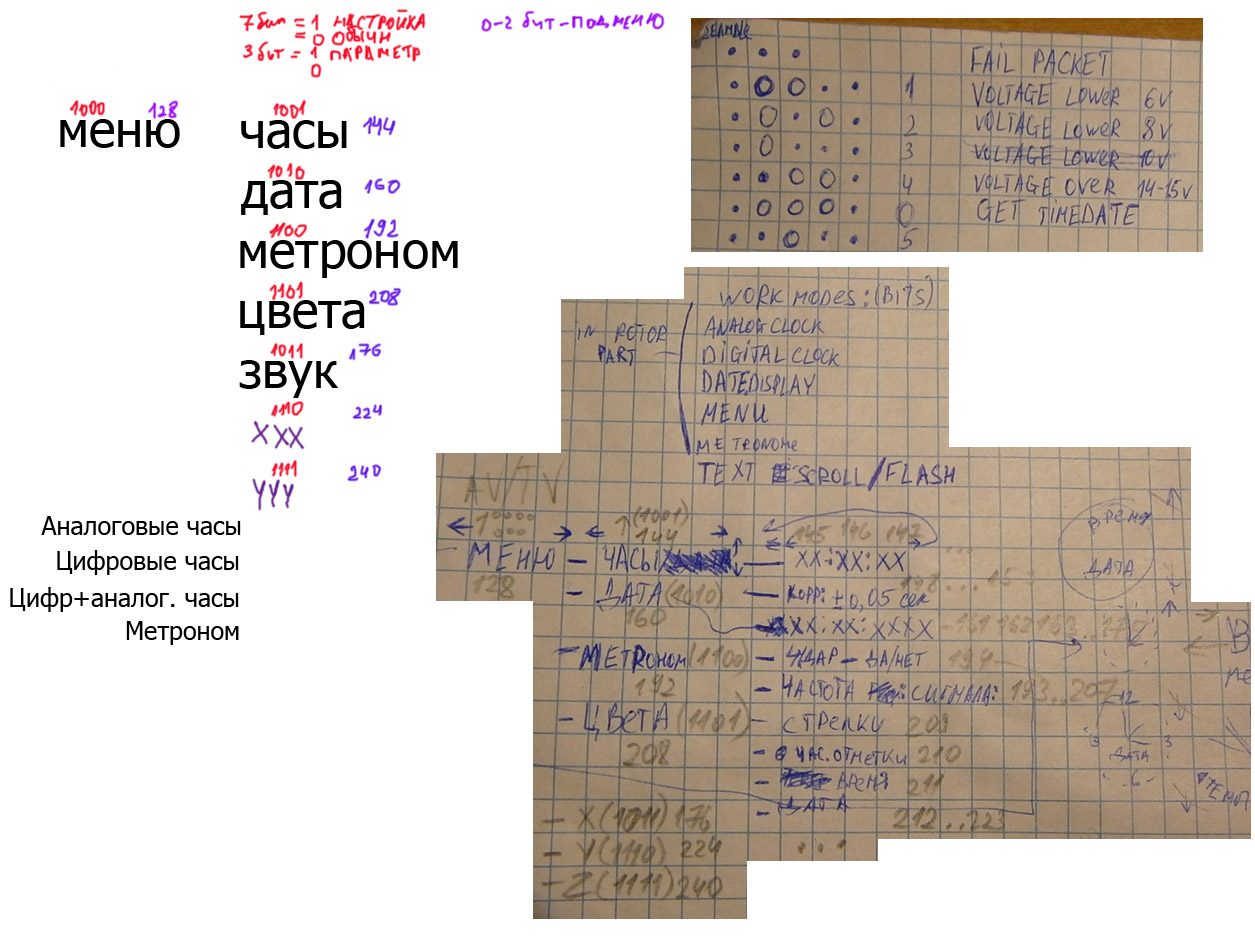 7 бит = 1 НАСТРОЙКА
= 0 ОБЫЧН
3 бит = 1 ПАРАМЕТР
0
0-2 бит - ПОДМЕНЮ
1000 128
меню
1001
часы 144
1010
дата 160
1100 192
метроном
1101
цвета 208
1011 176
звук
1110 224
XXX
1111 240
YYY
Аналоговые часы
Цифровые часы
Цифр+аналог. часы
Метроном
FAIL PACKET
1 VOLTAGE LOWER 6V
2 VOLTAGE LOWER 8V
3 VOLTAGE LOWER 10V
4 VOLTAGE OVER 14-15V
0 GET TIMEDATE
5
WORK MODES: (BITS)
IN ROTOR PART
ANALOG CLOCK
DIGITAL CLOCK
DATEDISPLAY
MENU
METRONOME
TEXT SCROLL/FLASH
AV/TV
(1001)
144
145 146 147
МЕНЮ - ЧАСЫ - XX:XX:XX
128
- ДАТА (1010) - КОРР: ±0,05 сек
160
XX:XX:XXXX - 161 162 163
- МЕТРОНОМ (1100) - УДАР - ДА/НЕТ 194
192
- ЧАСТОТА СИГНАЛА: 193..207
- ЦВЕТА (1101) - СТРЕЛКИ 209
208
- ЧАС. ОТМЕТКИ 210
- ВРЕМЯ 211
- ДАТА 212..223
- X (1011) 176
- Y (1110) 224
- Z (1111) 240
ВРЕМЯ
ДАТА
12
9 3
ДАТА
6